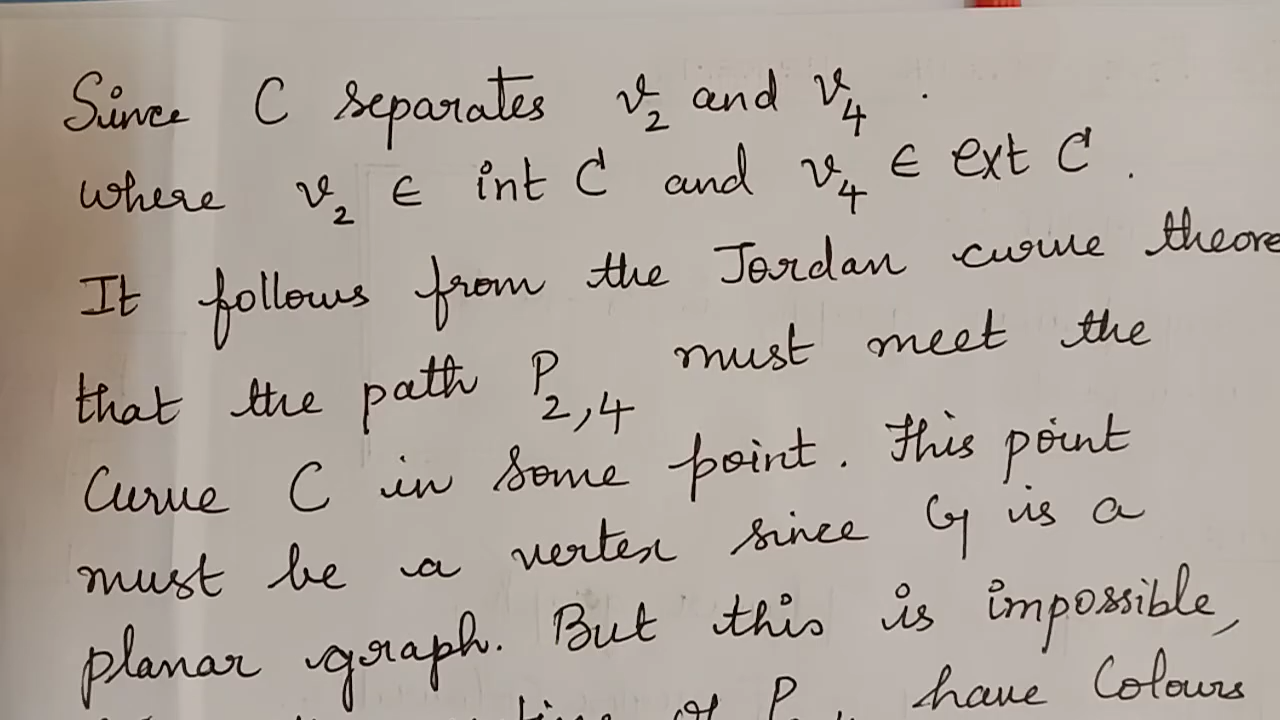 Since C separates v₂ and v₄ .
where v₂ ∈ int C and v₄ ∈ ext C .
It follows from the Jordan curve theore
that the path P₂,₄ must meet the
Curve C in some point. This point
must be a vertex since G is a
planar graph. But this is impossible,
of P have Colours